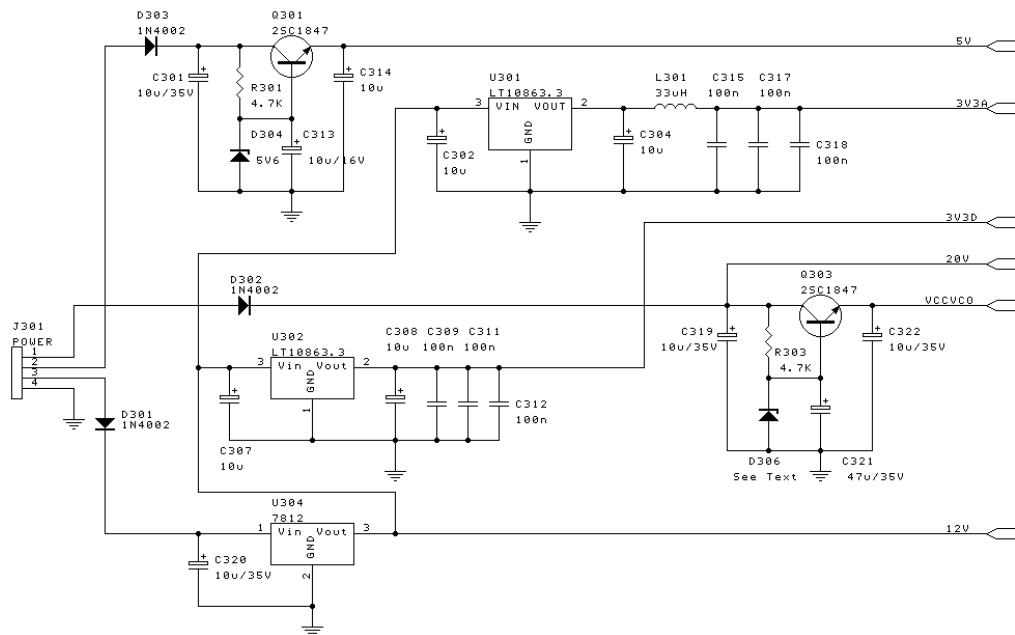 D303
1N4002
Q301
2SC1847
5V
C301
10u/35V
R301
4.7K
C314
10u
D304
5V6
C313
10u/16V
U301
LT10863.3
3
VIN VOUT
2
GND
1
L301
33uH
C315
100n
C317
100n
3V3A
C302
10u
C304
10u
C318
100n
3V3D
20V
D302
1N4002
Q303
2SC1847
VCCVCO
J301
POWER
1
2
3
4
U302
LT10863.3
3
Vin Vout
2
GND
1
C308
10u
C309
100n
C311
100n
C319
10u/35V
R303
4.7K
C322
10u/35V
D301
1N4002
C312
100n
C307
10u
D306
See Text
C321
47u/35V
U304
7812
1
Vin Vout
3
GND
2
12V
C320
10u/35V